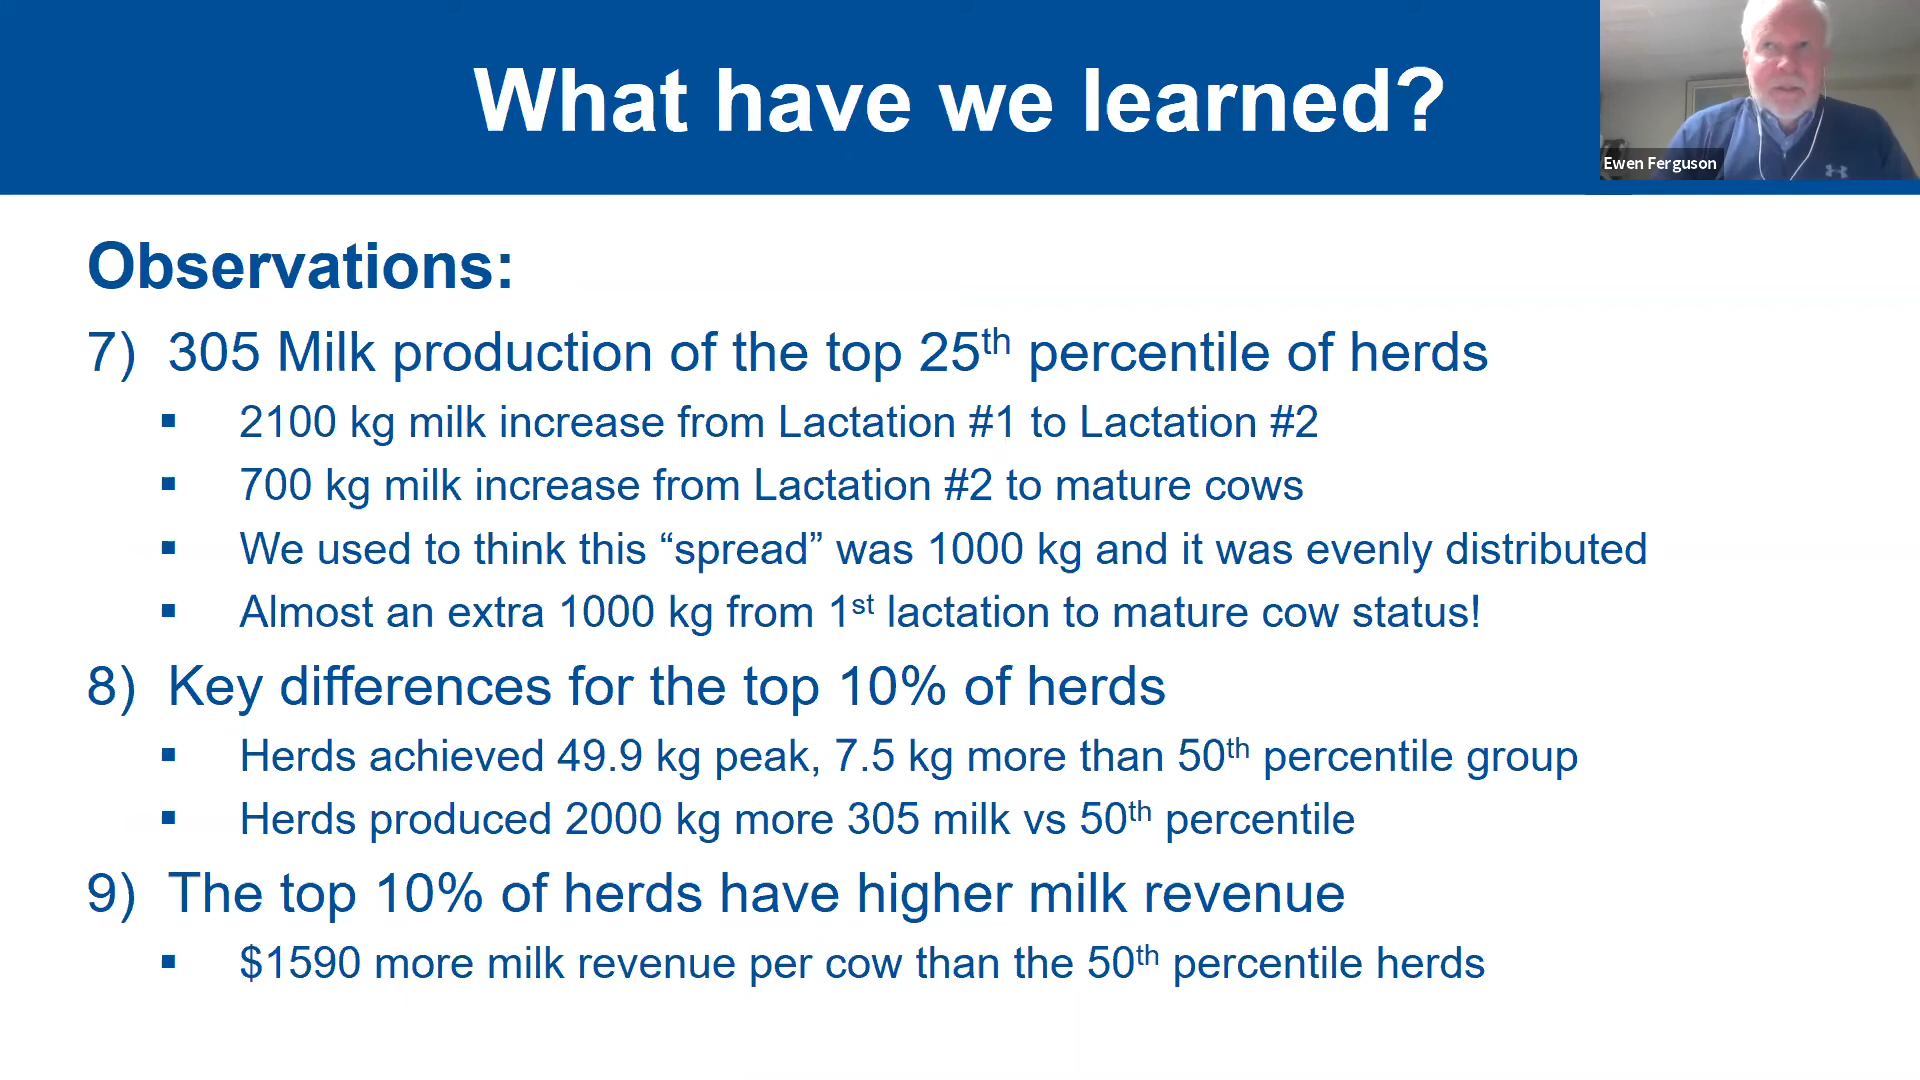 What have we learned?
Ewen Ferguson
Observations:
7) 305 Milk production of the top 25th percentile of herds
▪ 2100 kg milk increase from Lactation #1 to Lactation #2
▪ 700 kg milk increase from Lactation #2 to mature cows
▪ We used to think this “spread” was 1000 kg and it was evenly distributed
▪ Almost an extra 1000 kg from 1st lactation to mature cow status!
8) Key differences for the top 10% of herds
▪ Herds achieved 49.9 kg peak, 7.5 kg more than 50th percentile group
▪ Herds produced 2000 kg more 305 milk vs 50th percentile
9) The top 10% of herds have higher milk revenue
▪ $1590 more milk revenue per cow than the 50th percentile herds